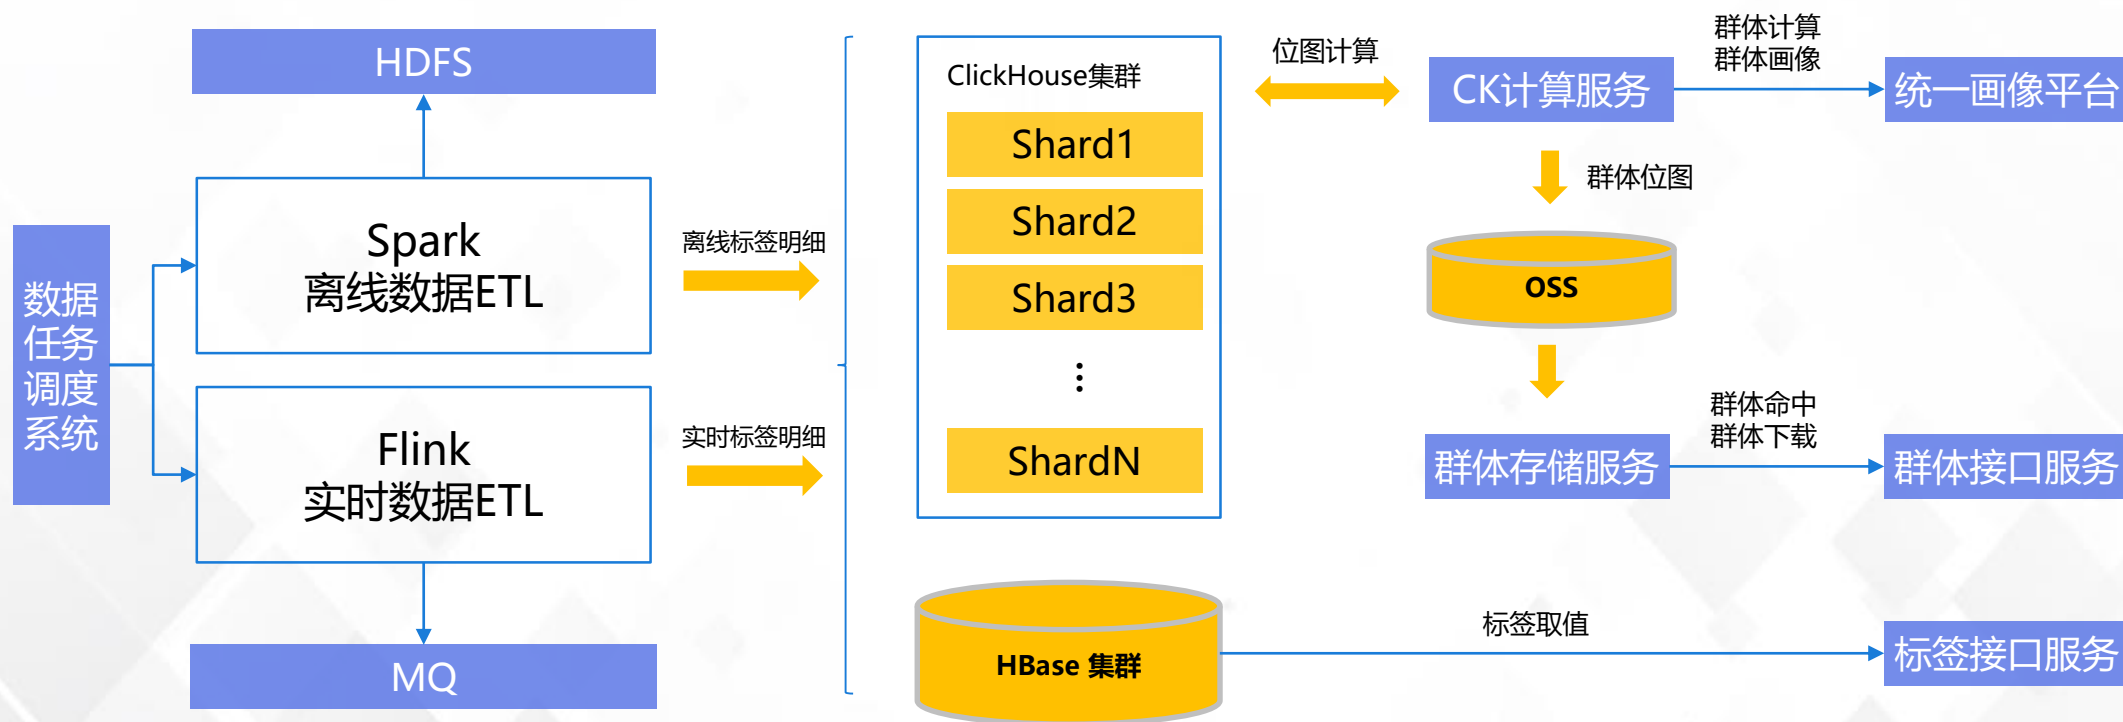 HDFS
Spark
离线数据ETL
数据
任务
调度
系统
Flink
实时数据ETL
MQ
离线标签明细
实时标签明细
ClickHouse集群
Shard1
Shard2
Shard3
⋮
ShardN
HBase 集群
位图计算
CK计算服务
群体计算
群体画像
统一画像平台
群体位图
OSS
群体存储服务
群体命中
群体下载
群体接口服务
标签取值
标签接口服务